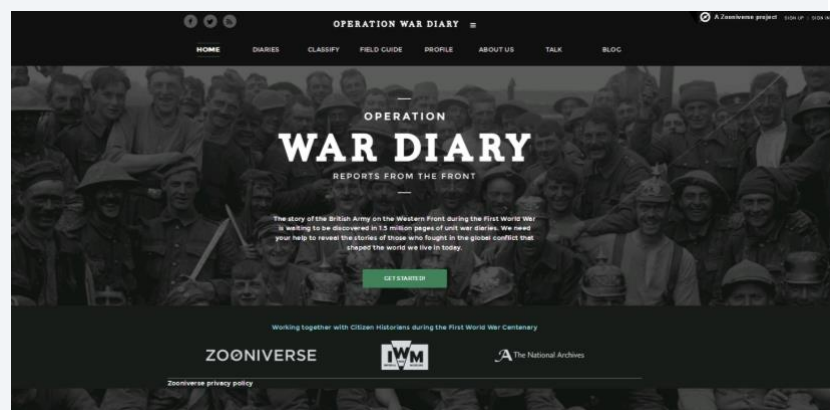 OPERATION WAR DIARY
A Zooniverse project SIGN UP | SIGN IN
HOME DIARIES CLASSIFY FIELD GUIDE PROFILE ABOUT US TALK BLOG
OPERATION
WAR DIARY
REPORTS FROM THE FRONT
The story of the British Army on the Western Front during the First World War
is waiting to be discovered in 1.5 million pages of unit war diaries. We need
your help to reveal the stories of those who fought in the global conflict that
shaped the world we live in today.
GET STARTED!
Working together with Citizen Historians during the First World War Centenary
ZOONIVERSE
IWM
The National Archives
Zooniverse privacy policy